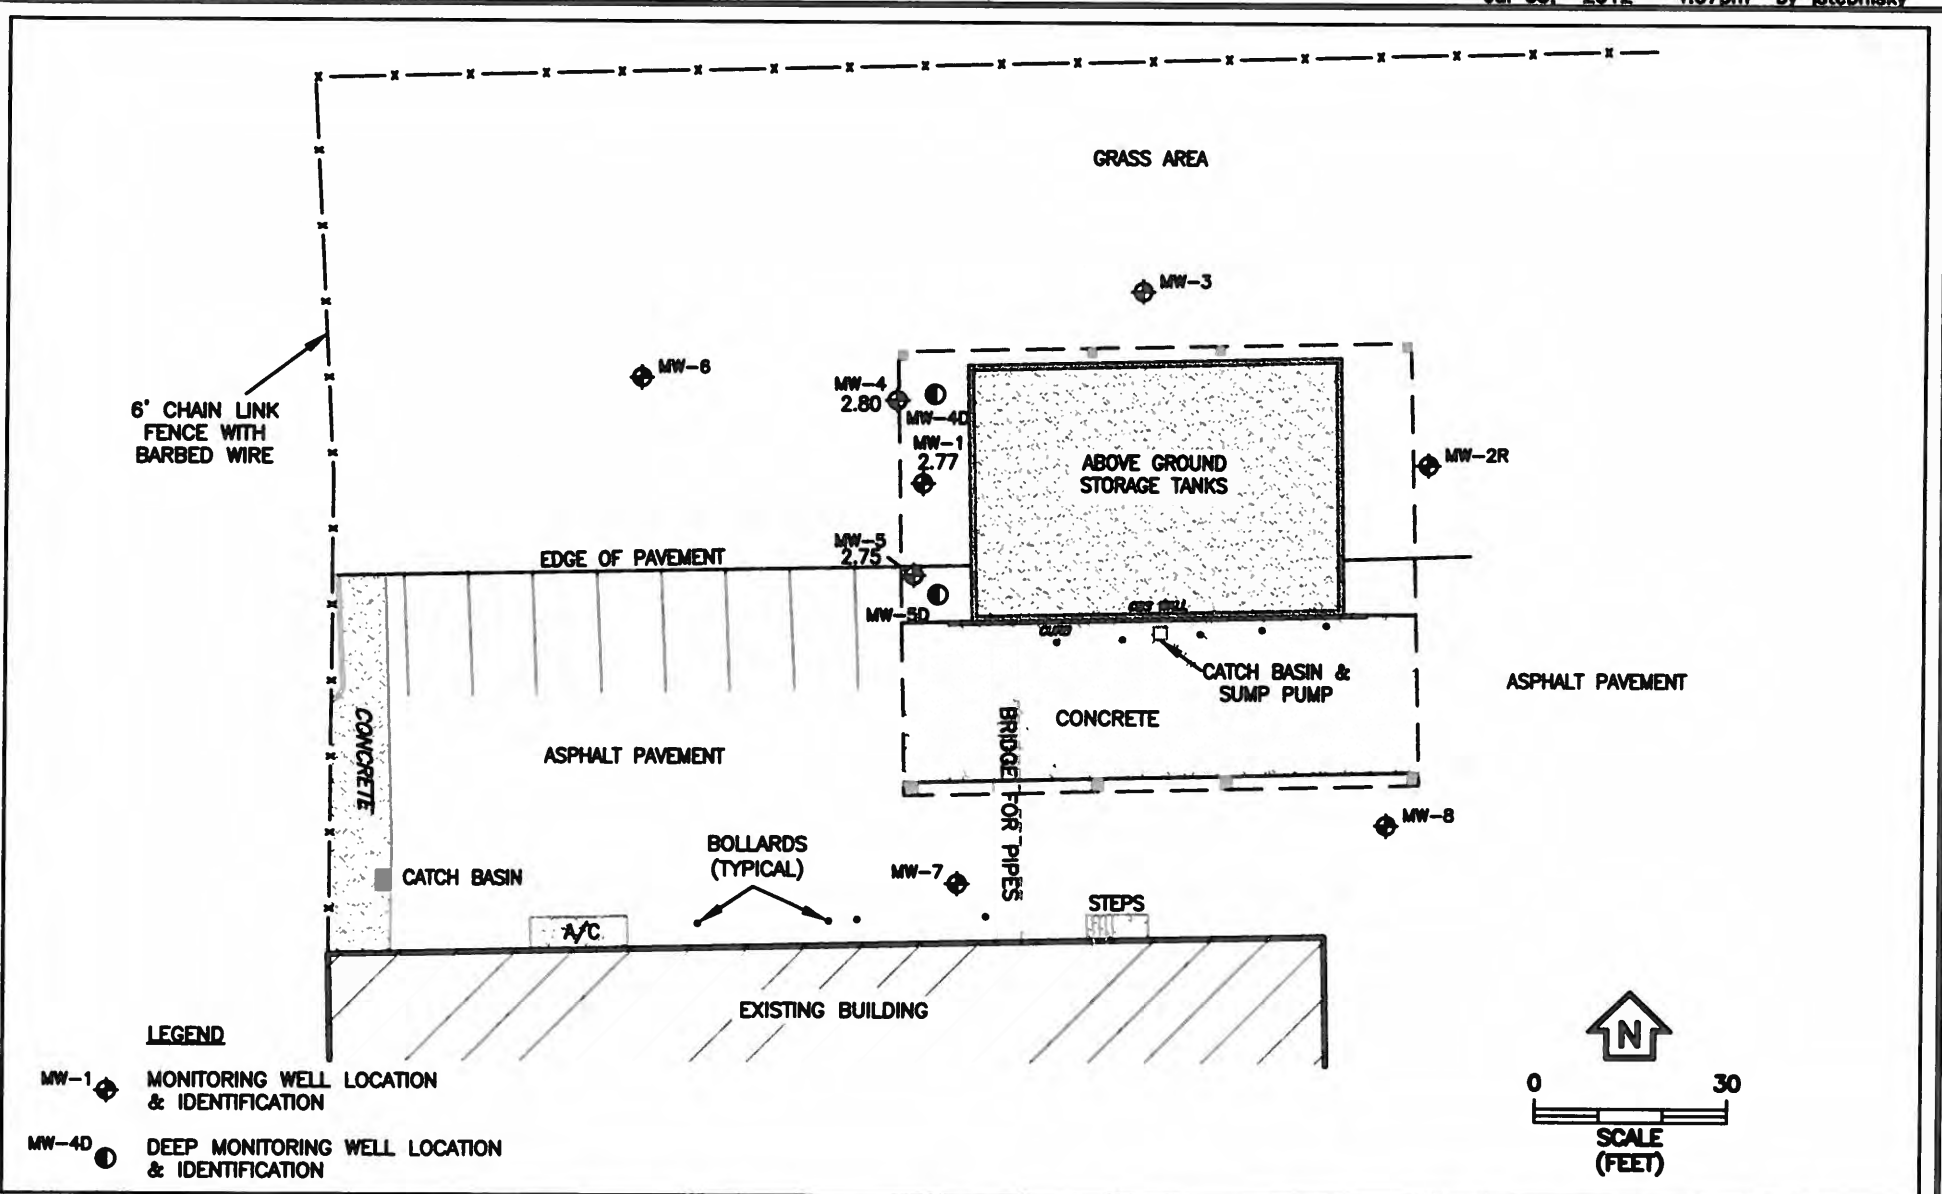 GRASS AREA
MW-3
MW-6
MW-4
2.80
MW-4D
MW-1
2.77
6' CHAIN LINK
FENCE WITH
BARBED WIRE
ABOVE GROUND
STORAGE TANKS
MW-2R
MW-5
2.75
EDGE OF PAVEMENT
MW-5D
CURB
CATCH BASIN &
SUMP PUMP
ASPHALT PAVEMENT
CONCRETE
CONCRETE
BRIDGE FOR PIPES
ASPHALT PAVEMENT
MW-8
BOLLARDS
(TYPICAL)
MW-7
CATCH BASIN
STEPS
A/C
EXISTING BUILDING
LEGEND
MW-1
MONITORING WELL LOCATION
& IDENTIFICATION
MW-4D
DEEP MONITORING WELL LOCATION
& IDENTIFICATION
N
0 30
SCALE
(FEET)